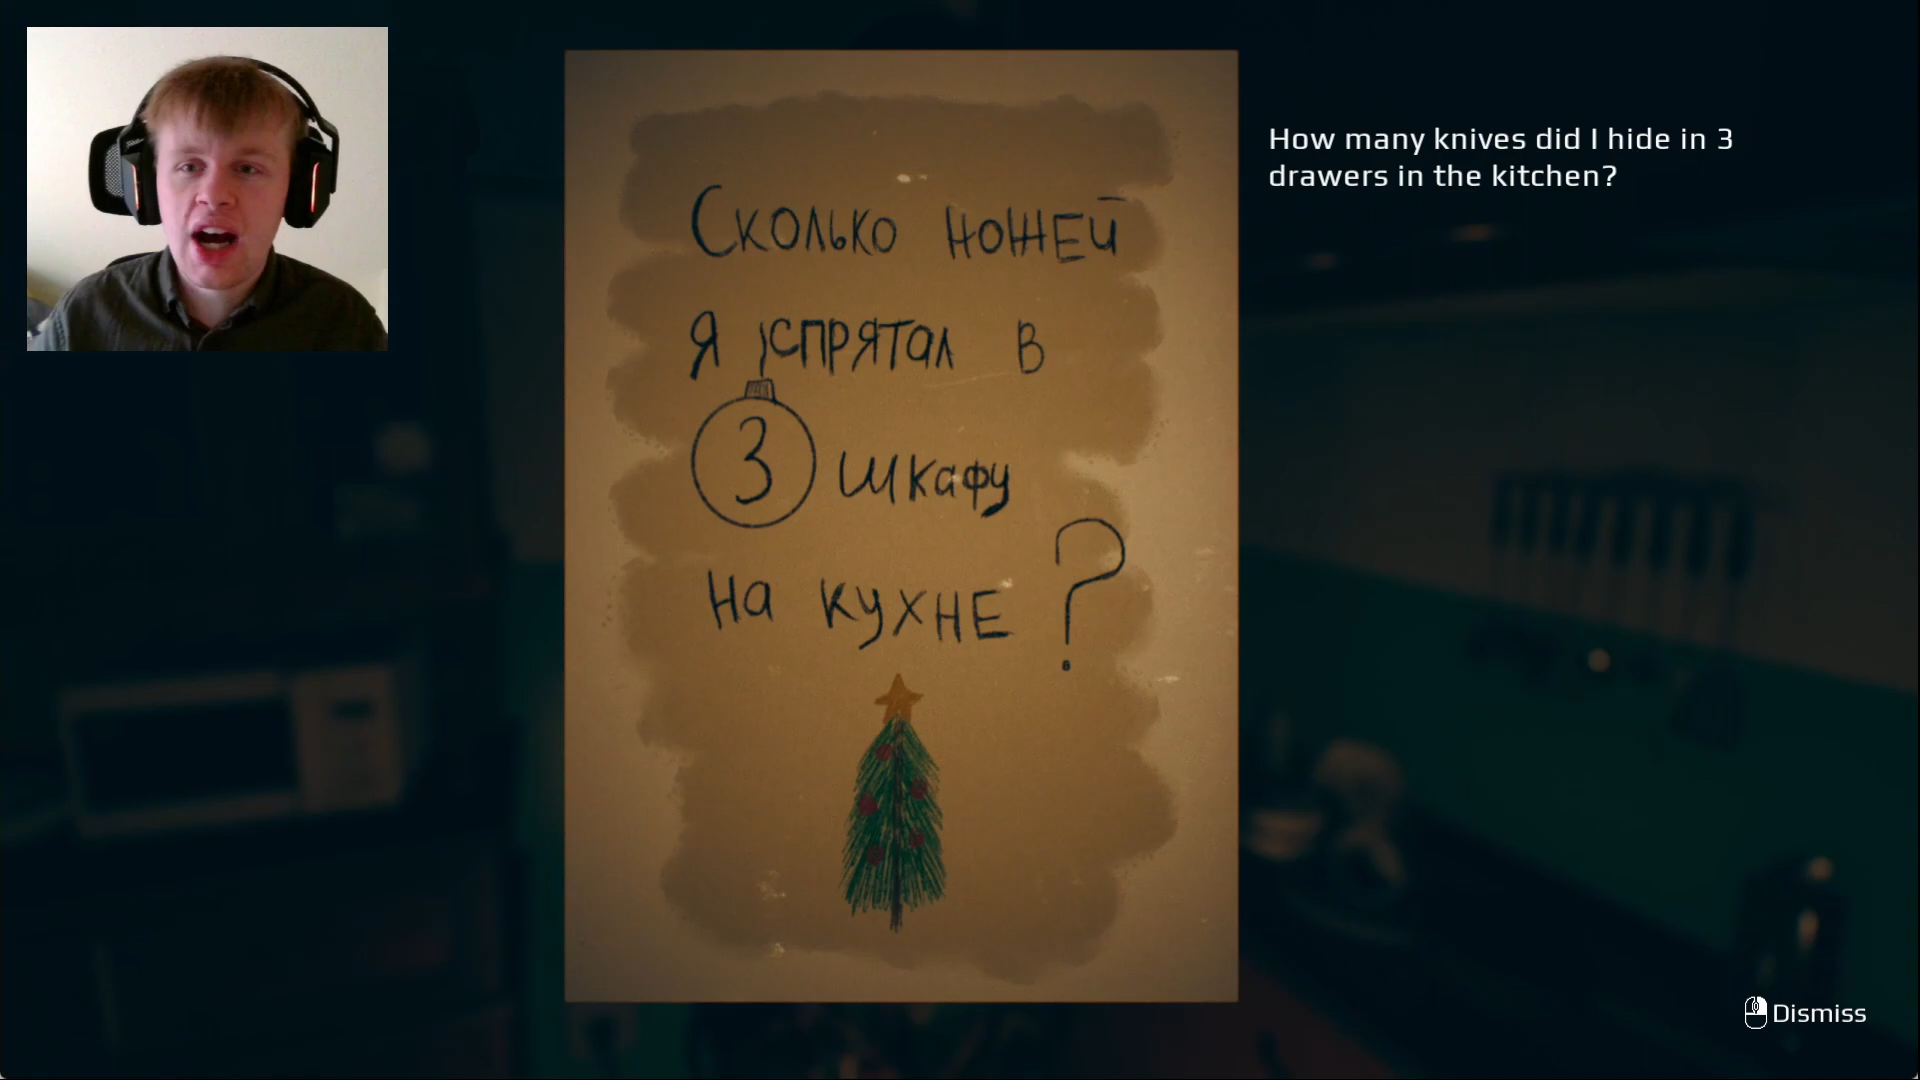 Сколько ножей
я спрятал в
3 шкафу
на кухне?
How many knives did I hide in 3
drawers in the kitchen?
Dismiss